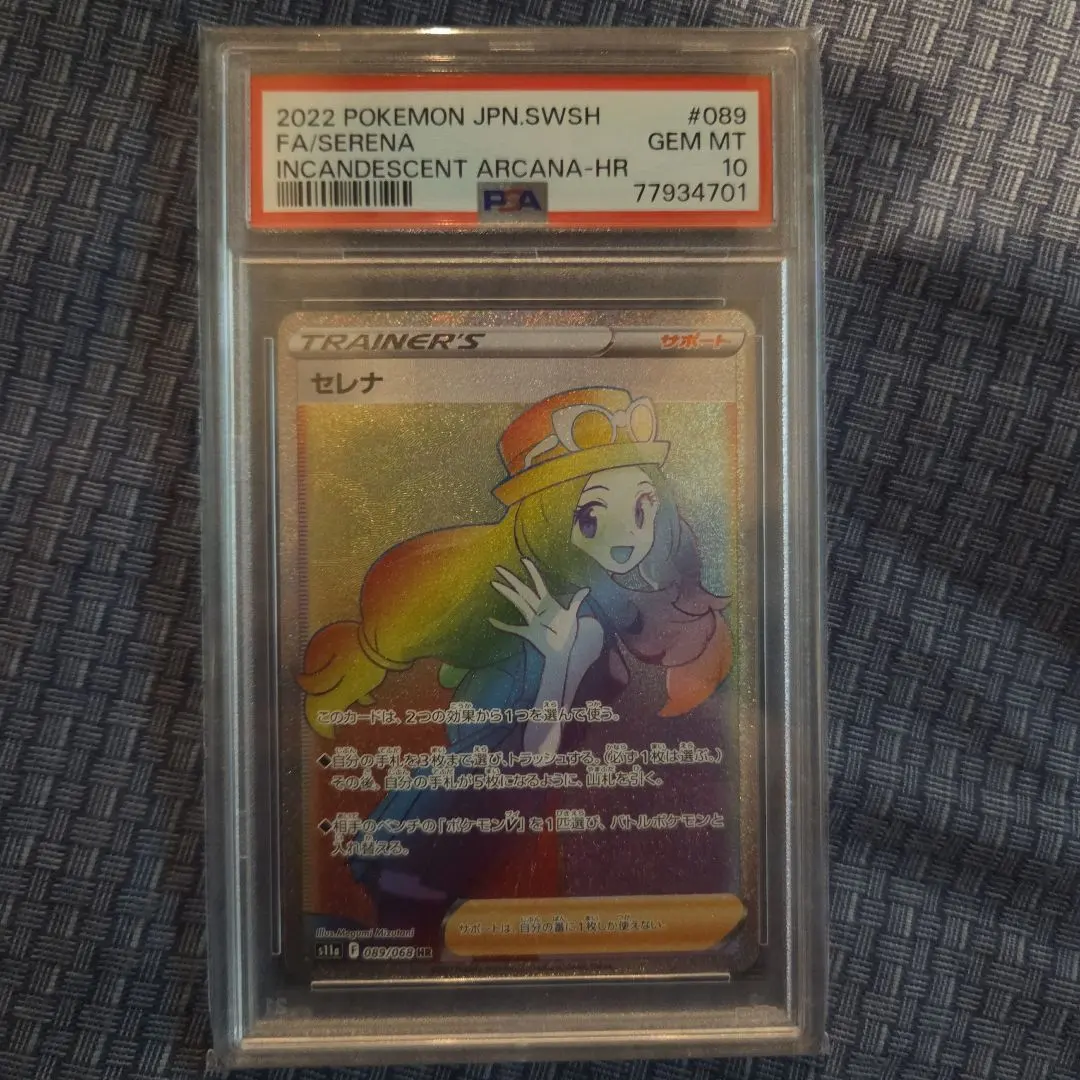 2022 POKEMON JPN.SWSH #089
FA/SERENA GEM MT
INCANDESCENT ARCANA-HR 10
77934701
PSA
TRAINER'S サポート
セレナ
このカードは、2つの効果から1つを選んで使う。
◆自分の手札を3枚まで選び、トラッシュする。(必ず1枚は選ぶ。)
その後、自分の手札が5枚になるように、山札を引く。
◆相手のベンチの「ポケモンV」を1匹選び、バトルポケモンと
入れ替える。
Illus.Megumi Mizutani
サポートは、自分の番に1枚しか使えない。
s11a F 089/068 HR